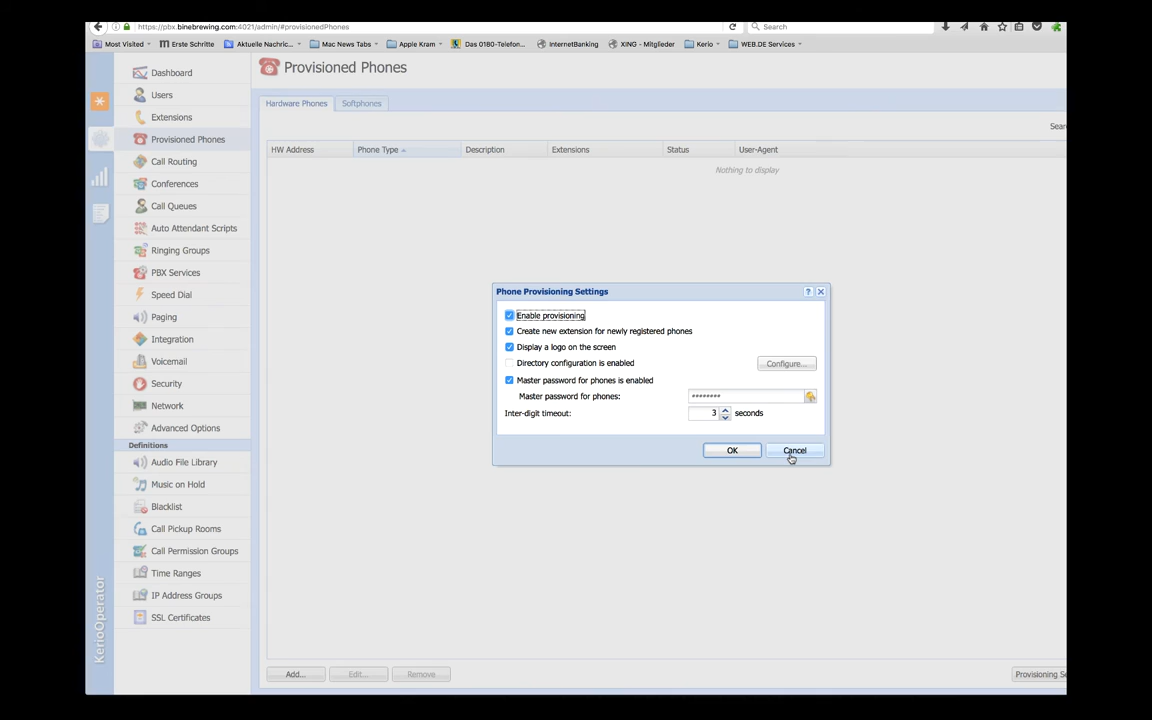 https://pbx.binebrewing.com:4021/admin/#provisionedPhones
Search
Most Visited
Erste Schritte
Aktuelle Nachric...
Mac News Tabs
Apple Kram
Das 0180-Telefon...
InternetBanking
XING - Mitglieder
Kerio
WEB.DE Services
Dashboard
Users
Extensions
Provisioned Phones
Call Routing
Conferences
Call Queues
Auto Attendant Scripts
Ringing Groups
PBX Services
Speed Dial
Paging
Integration
Voicemail
Security
Network
Advanced Options
Definitions
Audio File Library
Music on Hold
Blacklist
Call Pickup Rooms
Call Permission Groups
Time Ranges
IP Address Groups
SSL Certificates
KerioOperator
Provisioned Phones
Hardware Phones
Softphones
Sear
HW Address
Phone Type
Description
Extensions
Status
User-Agent
Nothing to display
Phone Provisioning Settings
Enable provisioning
Create new extension for newly registered phones
Display a logo on the screen
Directory configuration is enabled
Configure...
Master password for phones is enabled
Master password for phones:
********
Inter-digit timeout:
3
seconds
OK
Cancel
Add...
Edit...
Remove
Provisioning Se